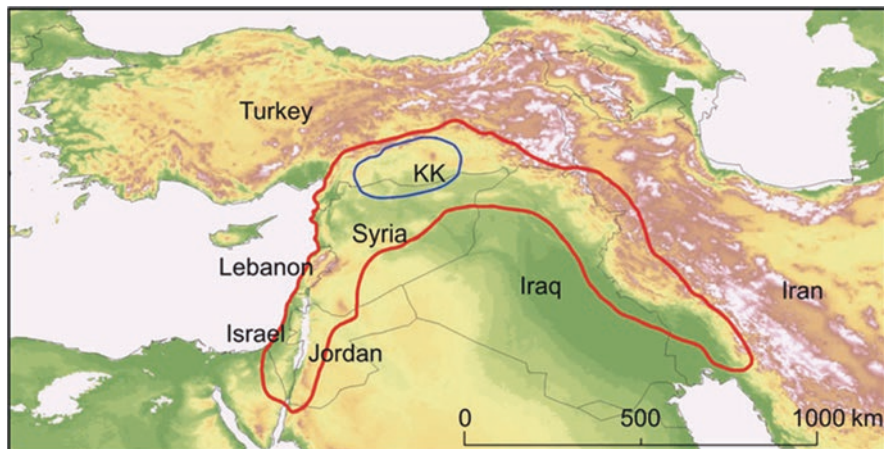 Turkey
KK
Syria
Lebanon
Iraq
Iran
Israel
Jordan
0 500 1000 km